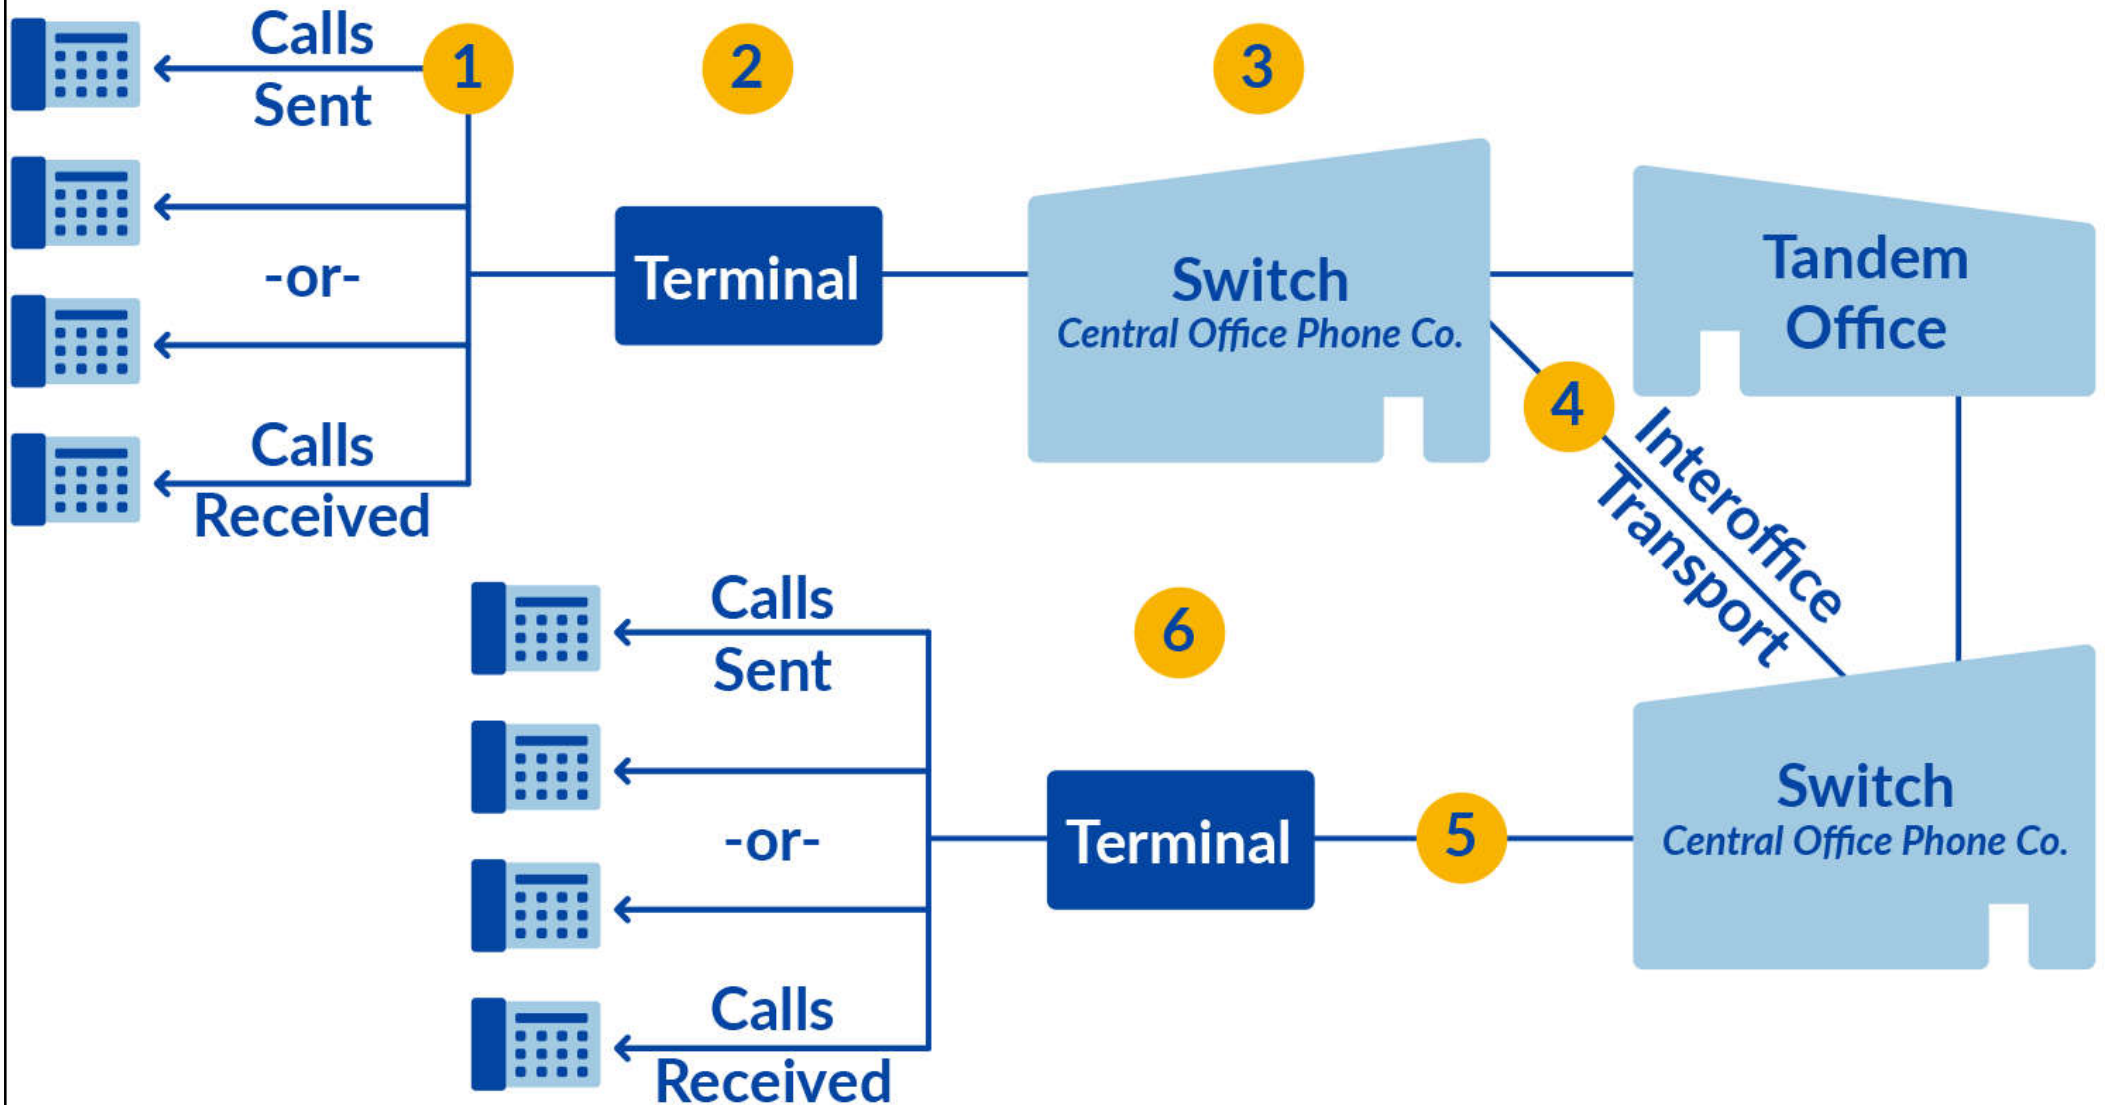 Calls
Sent
1
2
3
-or-
Calls
Received
Terminal
Switch
Central Office Phone Co.
Tandem
Office
4
Interoffice
Transport
Calls
Sent
-or-
Calls
Received
6
Terminal
5
Switch
Central Office Phone Co.